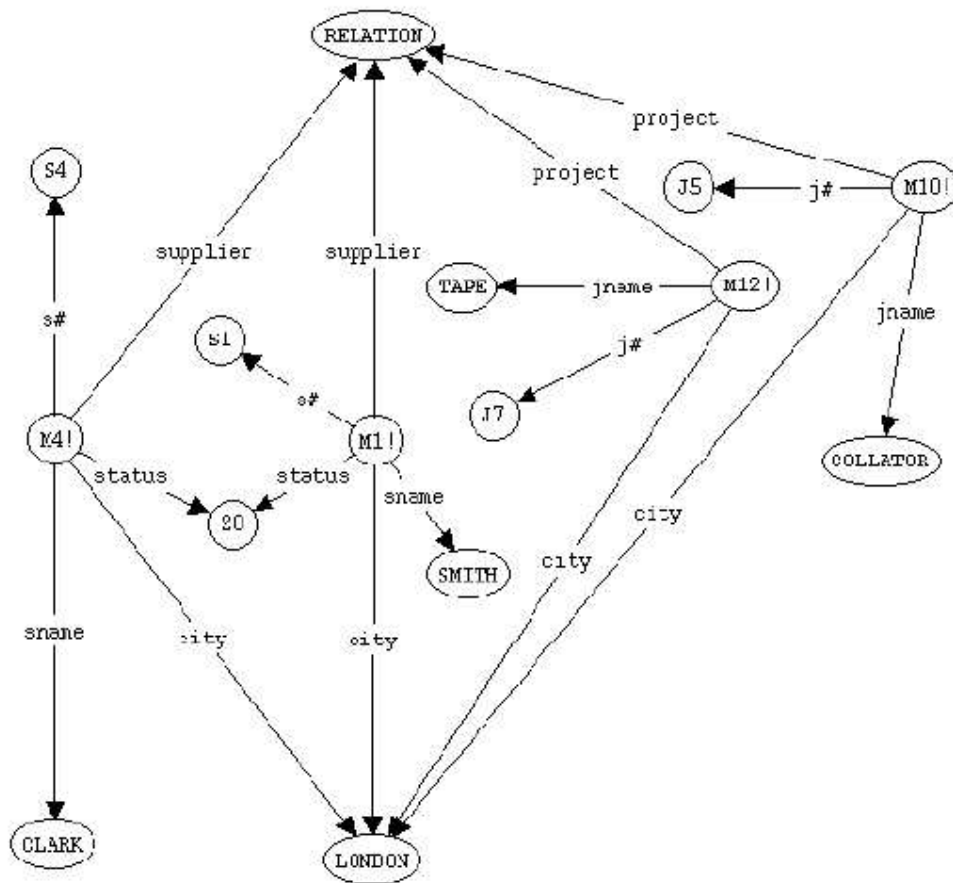 RELATION
project
S4
project
J5
j#
M10!
supplier
supplier
TAPE
jname
M12!
jname
s#
S1
j#
s#
J7
M4!
M1!
COLLATOR
status
status
sname
20
city
city
SMITH
sname
city
city
CLARK
LONDON